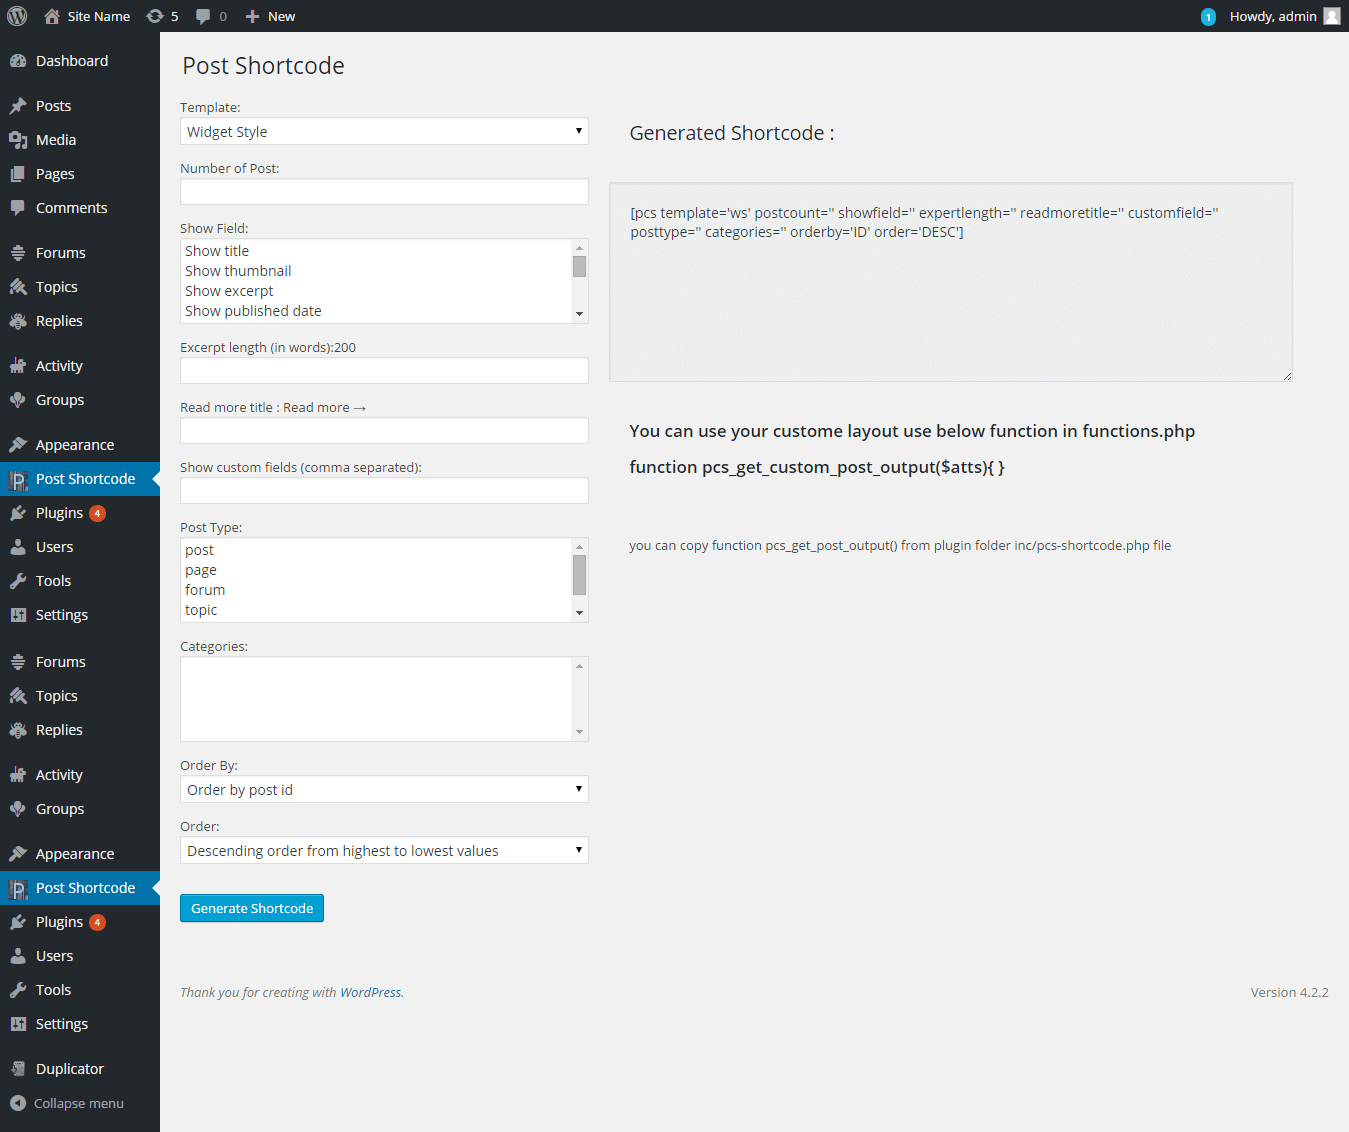 Site Name 5 0 New 1 Howdy, admin
Dashboard
Posts
Media
Pages
Comments
Forums
Topics
Replies
Activity
Groups
Appearance
Post Shortcode
Plugins 4
Users
Tools
Settings
Forums
Topics
Replies
Activity
Groups
Appearance
Post Shortcode
Plugins 4
Users
Tools
Settings
Duplicator
Collapse menu
Post Shortcode
Template:
Widget Style
Number of Post:
Show Field:
Show title
Show thumbnail
Show excerpt
Show published date
Excerpt length (in words):200
Read more title : Read more →
Show custom fields (comma separated):
Post Type:
post
page
forum
topic
Categories:
Order By:
Order by post id
Order:
Descending order from highest to lowest values
Generate Shortcode
Generated Shortcode :
[pcs template='ws' postcount='' showfield='' expertlength='' readmoretitle='' customfield=''
posttype='' categories='' orderby='ID' order='DESC']
You can use your custome layout use below function in functions.php
function pcs_get_custom_post_output($atts){ }
you can copy function pcs_get_post_output() from plugin folder inc/pcs-shortcode.php file
Thank you for creating with WordPress.
Version 4.2.2